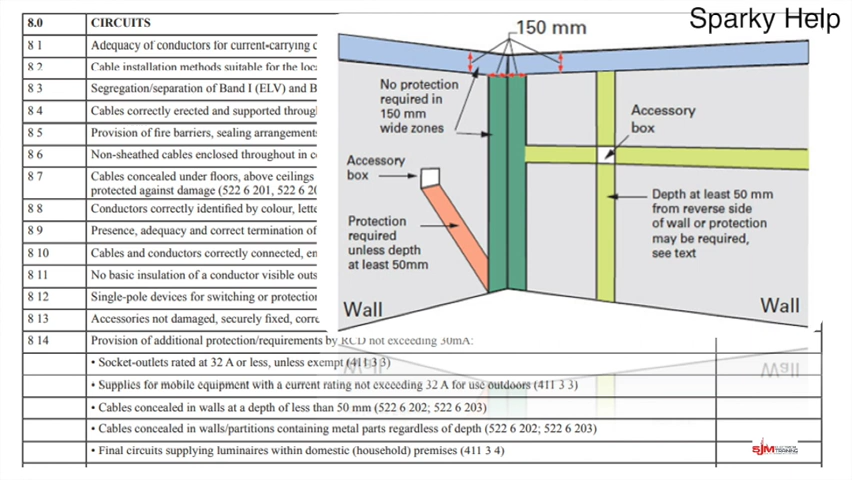 Sparky Help
8.0 CIRCUITS
8 1 Adequacy of conductors for current-carrying c
8 2 Cable installation methods suitable for the loc
8 3 Segregation/separation of Band I (ELV) and B
8 4 Cables correctly erected and supported throug
8 5 Provision of fire barriers, sealing arrangements
8 6 Non-sheathed cables enclosed throughout in c
8 7 Cables concealed under floors, above ceilings
protected against damage (522 6 201, 522 6 20
8 8 Conductors correctly identified by colour, lette
8 9 Presence, adequacy and correct termination of
8 10 Cables and conductors correctly connected, en
8 11 No basic insulation of a conductor visible outs
8 12 Single-pole devices for switching or protection
8 13 Accessories not damaged, securely fixed, corre
8 14 Provision of additional protection/requirements by RCD not exceeding 30mA:
• Socket-outlets rated at 32 A or less, unless exempt (411 3 3)
• Supplies for mobile equipment with a current rating not exceeding 32 A for use outdoors (411 3 3)
• Cables concealed in walls at a depth of less than 50 mm (522 6 202; 522 6 203)
• Cables concealed in walls/partitions containing metal parts regardless of depth (522 6 202; 522 6 203)
• Final circuits supplying luminaires within domestic (household) premises (411 3 4)
150 mm
No protection
required in
150 mm
wide zones
Accessory
box
Accessory
box
Protection
required
unless depth
at least 50mm
Depth at least 50 mm
from reverse side
of wall or protection
may be required,
see text
Wall
Wall
SJM